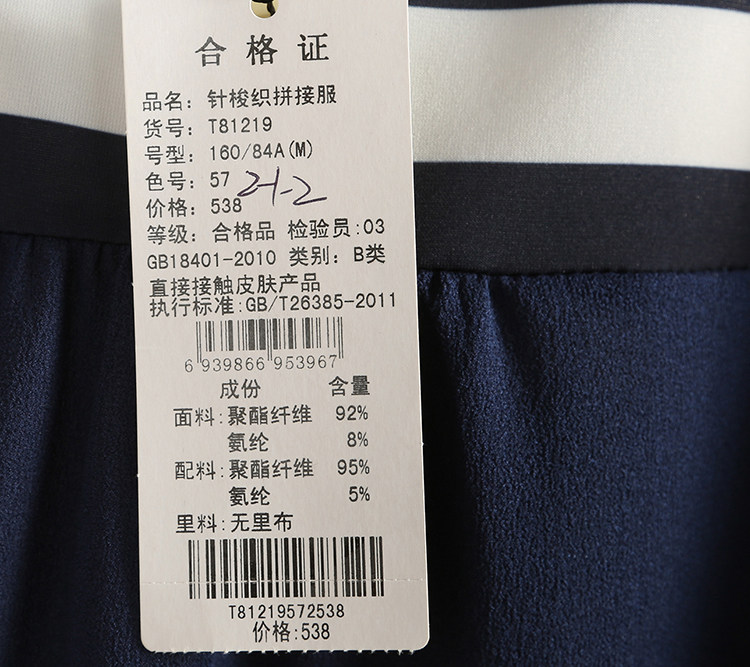 合格证
品名：针梭织拼接服
货号：T81219
号型：160/84A(M)
色号：57 21-2
价格：538
等级：合格品 检验员：03
GB18401-2010 类别：B类
直接接触皮肤产品
执行标准：GB/T26385-2011
6 939866 953967
成份 含量
面料：聚酯纤维 92%
氨纶 8%
配料：聚酯纤维 95%
氨纶 5%
里料：无里布
T81219572538
价格：538